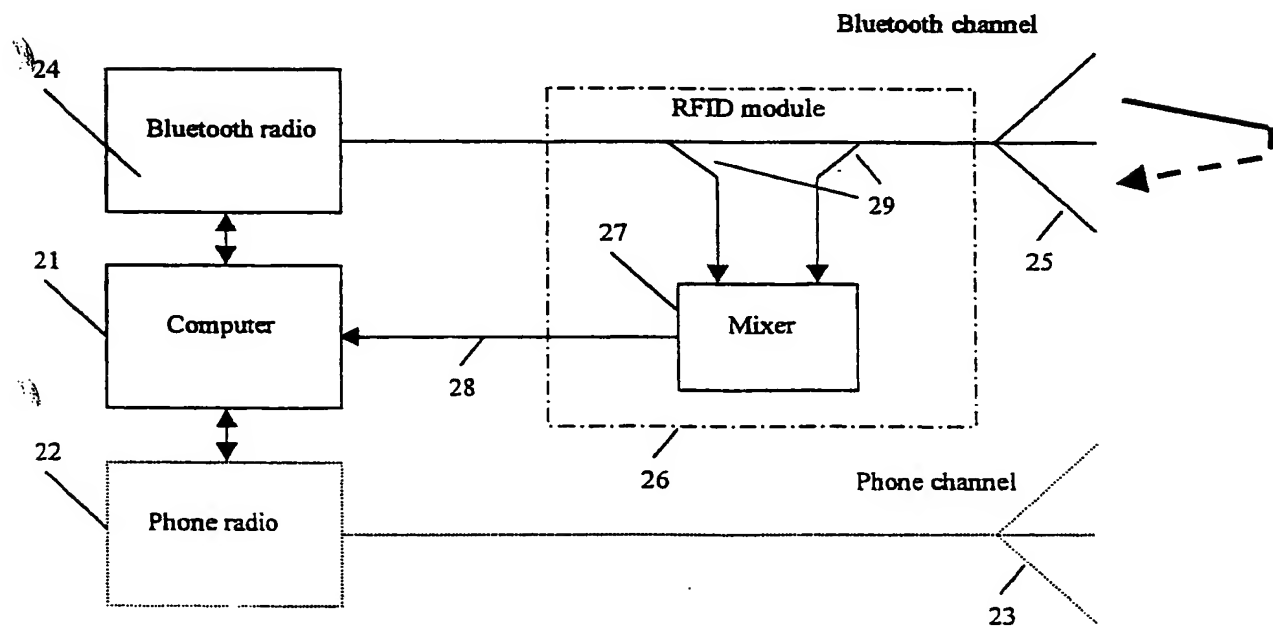 Bluetooth channel
24
RFID module
Bluetooth radio
29
27
25
21
Computer
Mixer
28
22
26
Phone channel
Phone radio
23